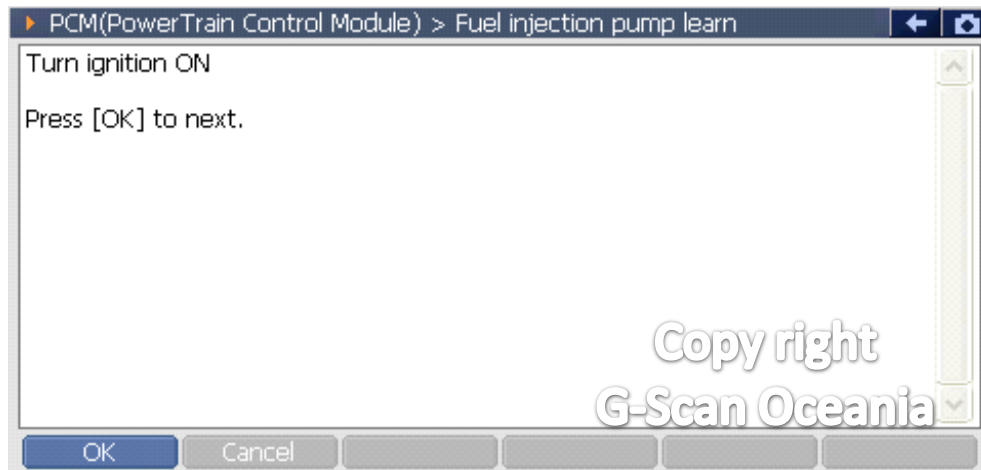 PCM(PowerTrain Control Module) > Fuel injection pump learn
Turn ignition ON
Press [OK] to next.
Copy right
G-Scan Oceania
OK
Cancel